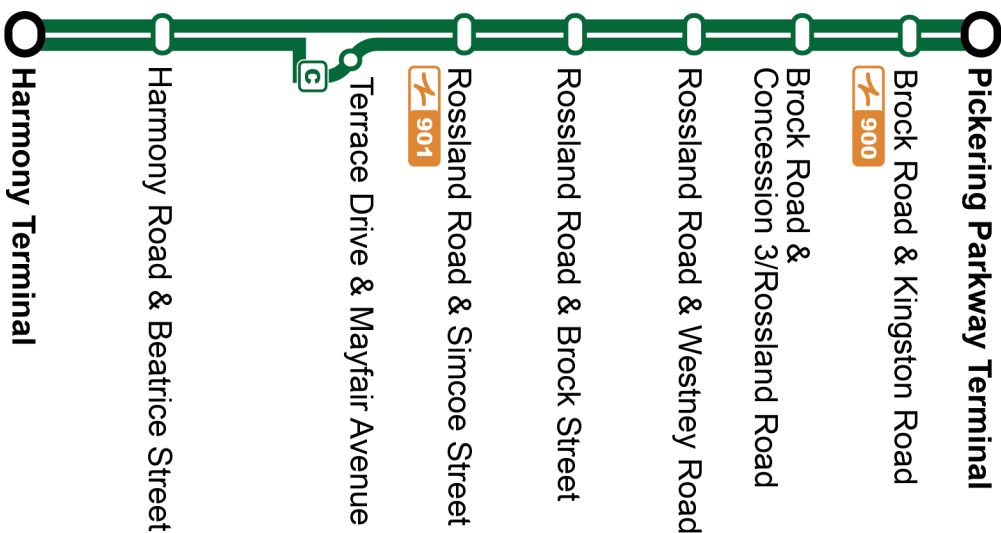 Harmony Terminal
Harmony Road & Beatrice Street
C
Terrace Drive & Mayfair Avenue
901
Rossland Road & Simcoe Street
Rossland Road & Brock Street
Rossland Road & Westney Road
Brock Road &
Concession 3/Rossland Road
900
Brock Road & Kingston Road
Pickering Parkway Terminal